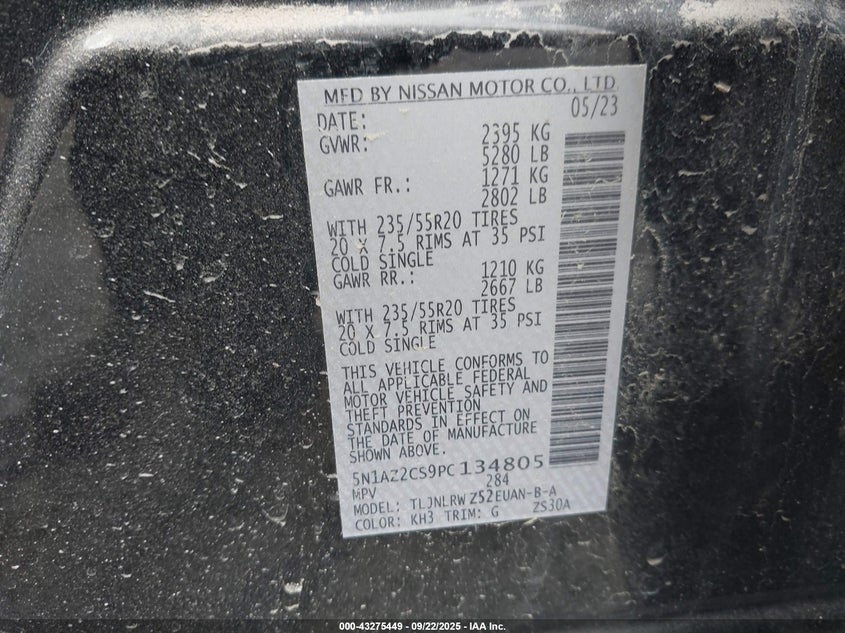 MFD BY NISSAN MOTOR CO., LTD.
DATE: 05/23
GVWR: 2395 KG
5280 LB
GAWR FR.: 1271 KG
2802 LB
WITH 235/55R20 TIRES
20 X 7.5 RIMS AT 35 PSI
COLD SINGLE
GAWR RR.: 1210 KG
2667 LB
WITH 235/55R20 TIRES
20 X 7.5 RIMS AT 35 PSI
COLD SINGLE
THIS VEHICLE CONFORMS TO
ALL APPLICABLE FEDERAL
MOTOR VEHICLE SAFETY AND
THEFT PREVENTION
STANDARDS IN EFFECT ON
THE DATE OF MANUFACTURE
SHOWN ABOVE.
5N1AZ2CS9PC134805
MPV 284
MODEL: TLJNLRWZ52EUAN-B-A
COLOR: KH3 TRIM: G ZS30A
000-43275449 - 09/22/2025 - IAA Inc.